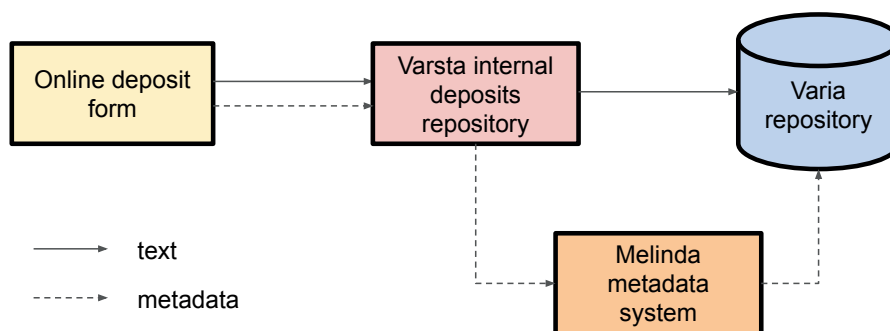 Online deposit
form
Varsta internal
deposits
repository
Varia
repository
text
metadata
Melinda
metadata
system